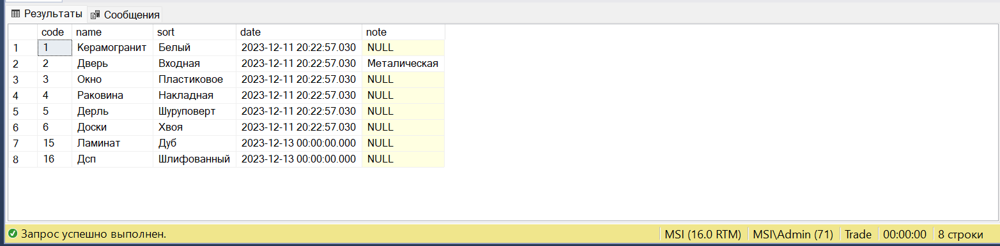 Результаты Сообщения
code name sort date note
1 1 Керамогранит Белый 2023-12-11 20:22:57.030 NULL
2 2 Дверь Входная 2023-12-11 20:22:57.030 Металическая
3 3 Окно Пластиковое 2023-12-11 20:22:57.030 NULL
4 4 Раковина Накладная 2023-12-11 20:22:57.030 NULL
5 5 Дерль Шуруповерт 2023-12-11 20:22:57.030 NULL
6 6 Доски Хвоя 2023-12-11 20:22:57.030 NULL
7 15 Ламинат Дуб 2023-12-13 00:00:00.000 NULL
8 16 Дсп Шлифованный 2023-12-13 00:00:00.000 NULL
Запрос успешно выполнен. MSI (16.0 RTM) MSI\Admin (71) Trade 00:00:00 8 строки